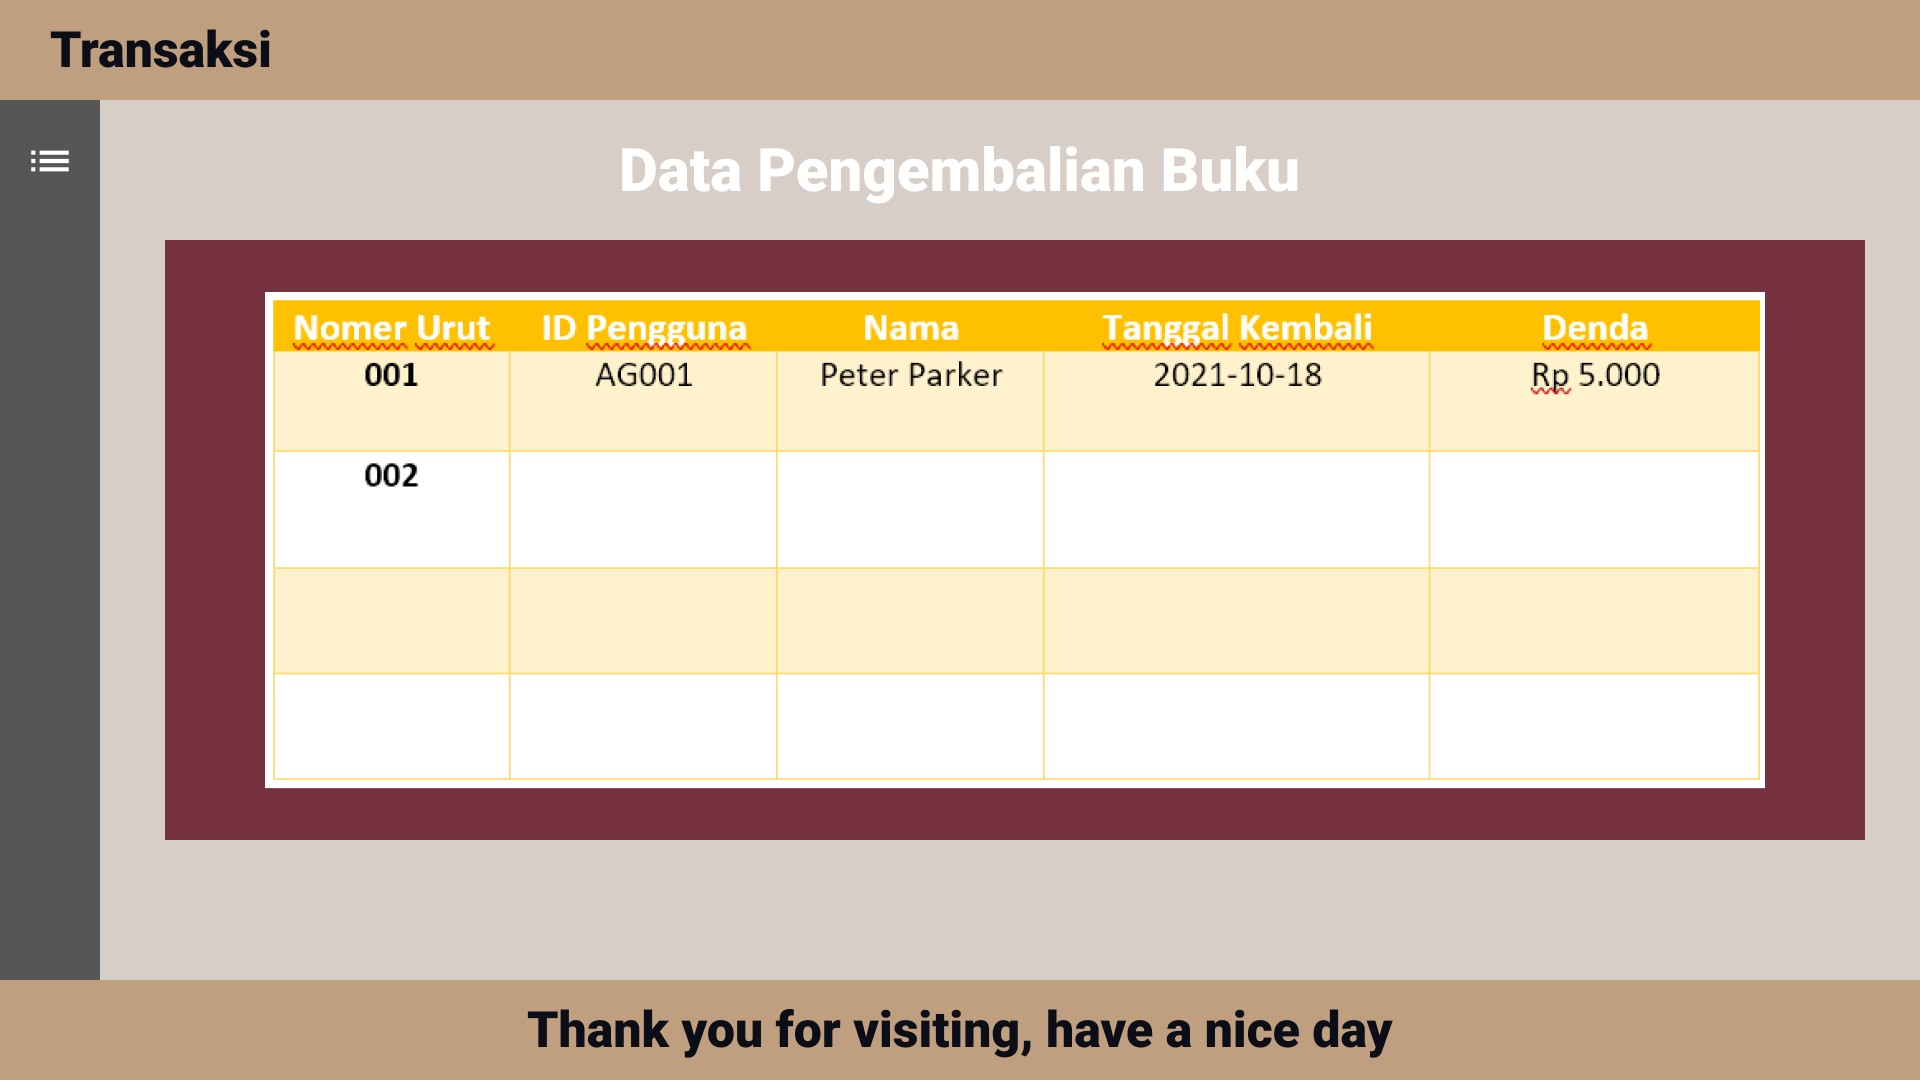 Transaksi
Data Pengembalian Buku
Nomer Urut ID Pengguna Nama Tanggal Kembali Denda
001 AG001 Peter Parker 2021-10-18 Rp 5.000
002
Thank you for visiting, have a nice day